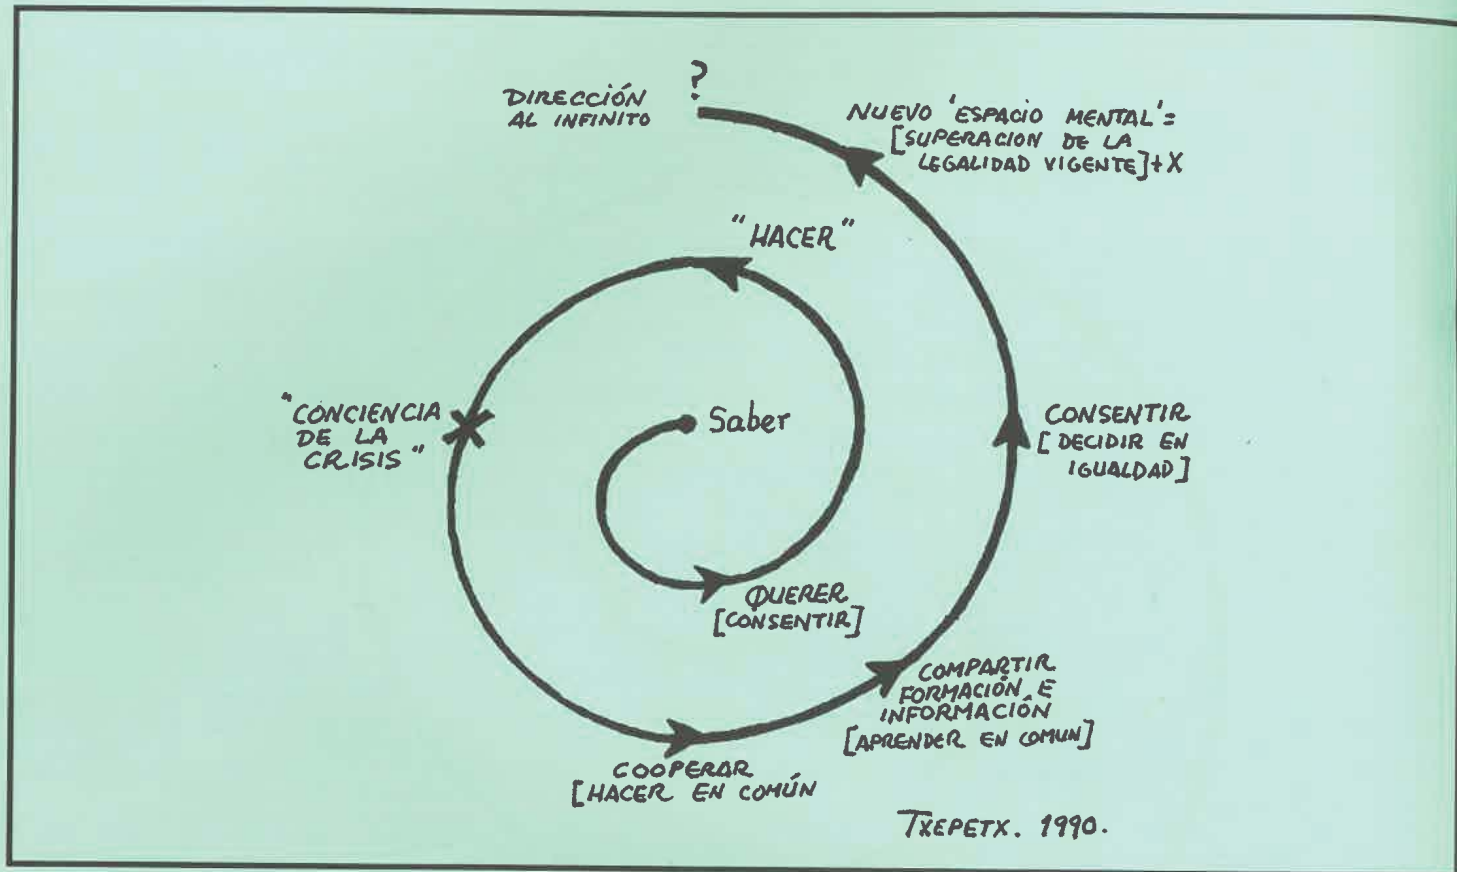 ?
DIRECCIÓN
AL INFINITO
NUEVO 'ESPACIO MENTAL'=
[SUPERACION DE LA
LEGALIDAD VIGENTE]+X
"HACER"
"CONCIENCIA
DE LA
CRISIS"
Saber
CONSENTIR
[DECIDIR EN
IGUALDAD]
QUERER
[CONSENTIR]
COMPARTIR
FORMACIÓN E
INFORMACIÓN
[APRENDER EN COMUN]
COOPERAR
[HACER EN COMÚN
TXEPETX. 1990.